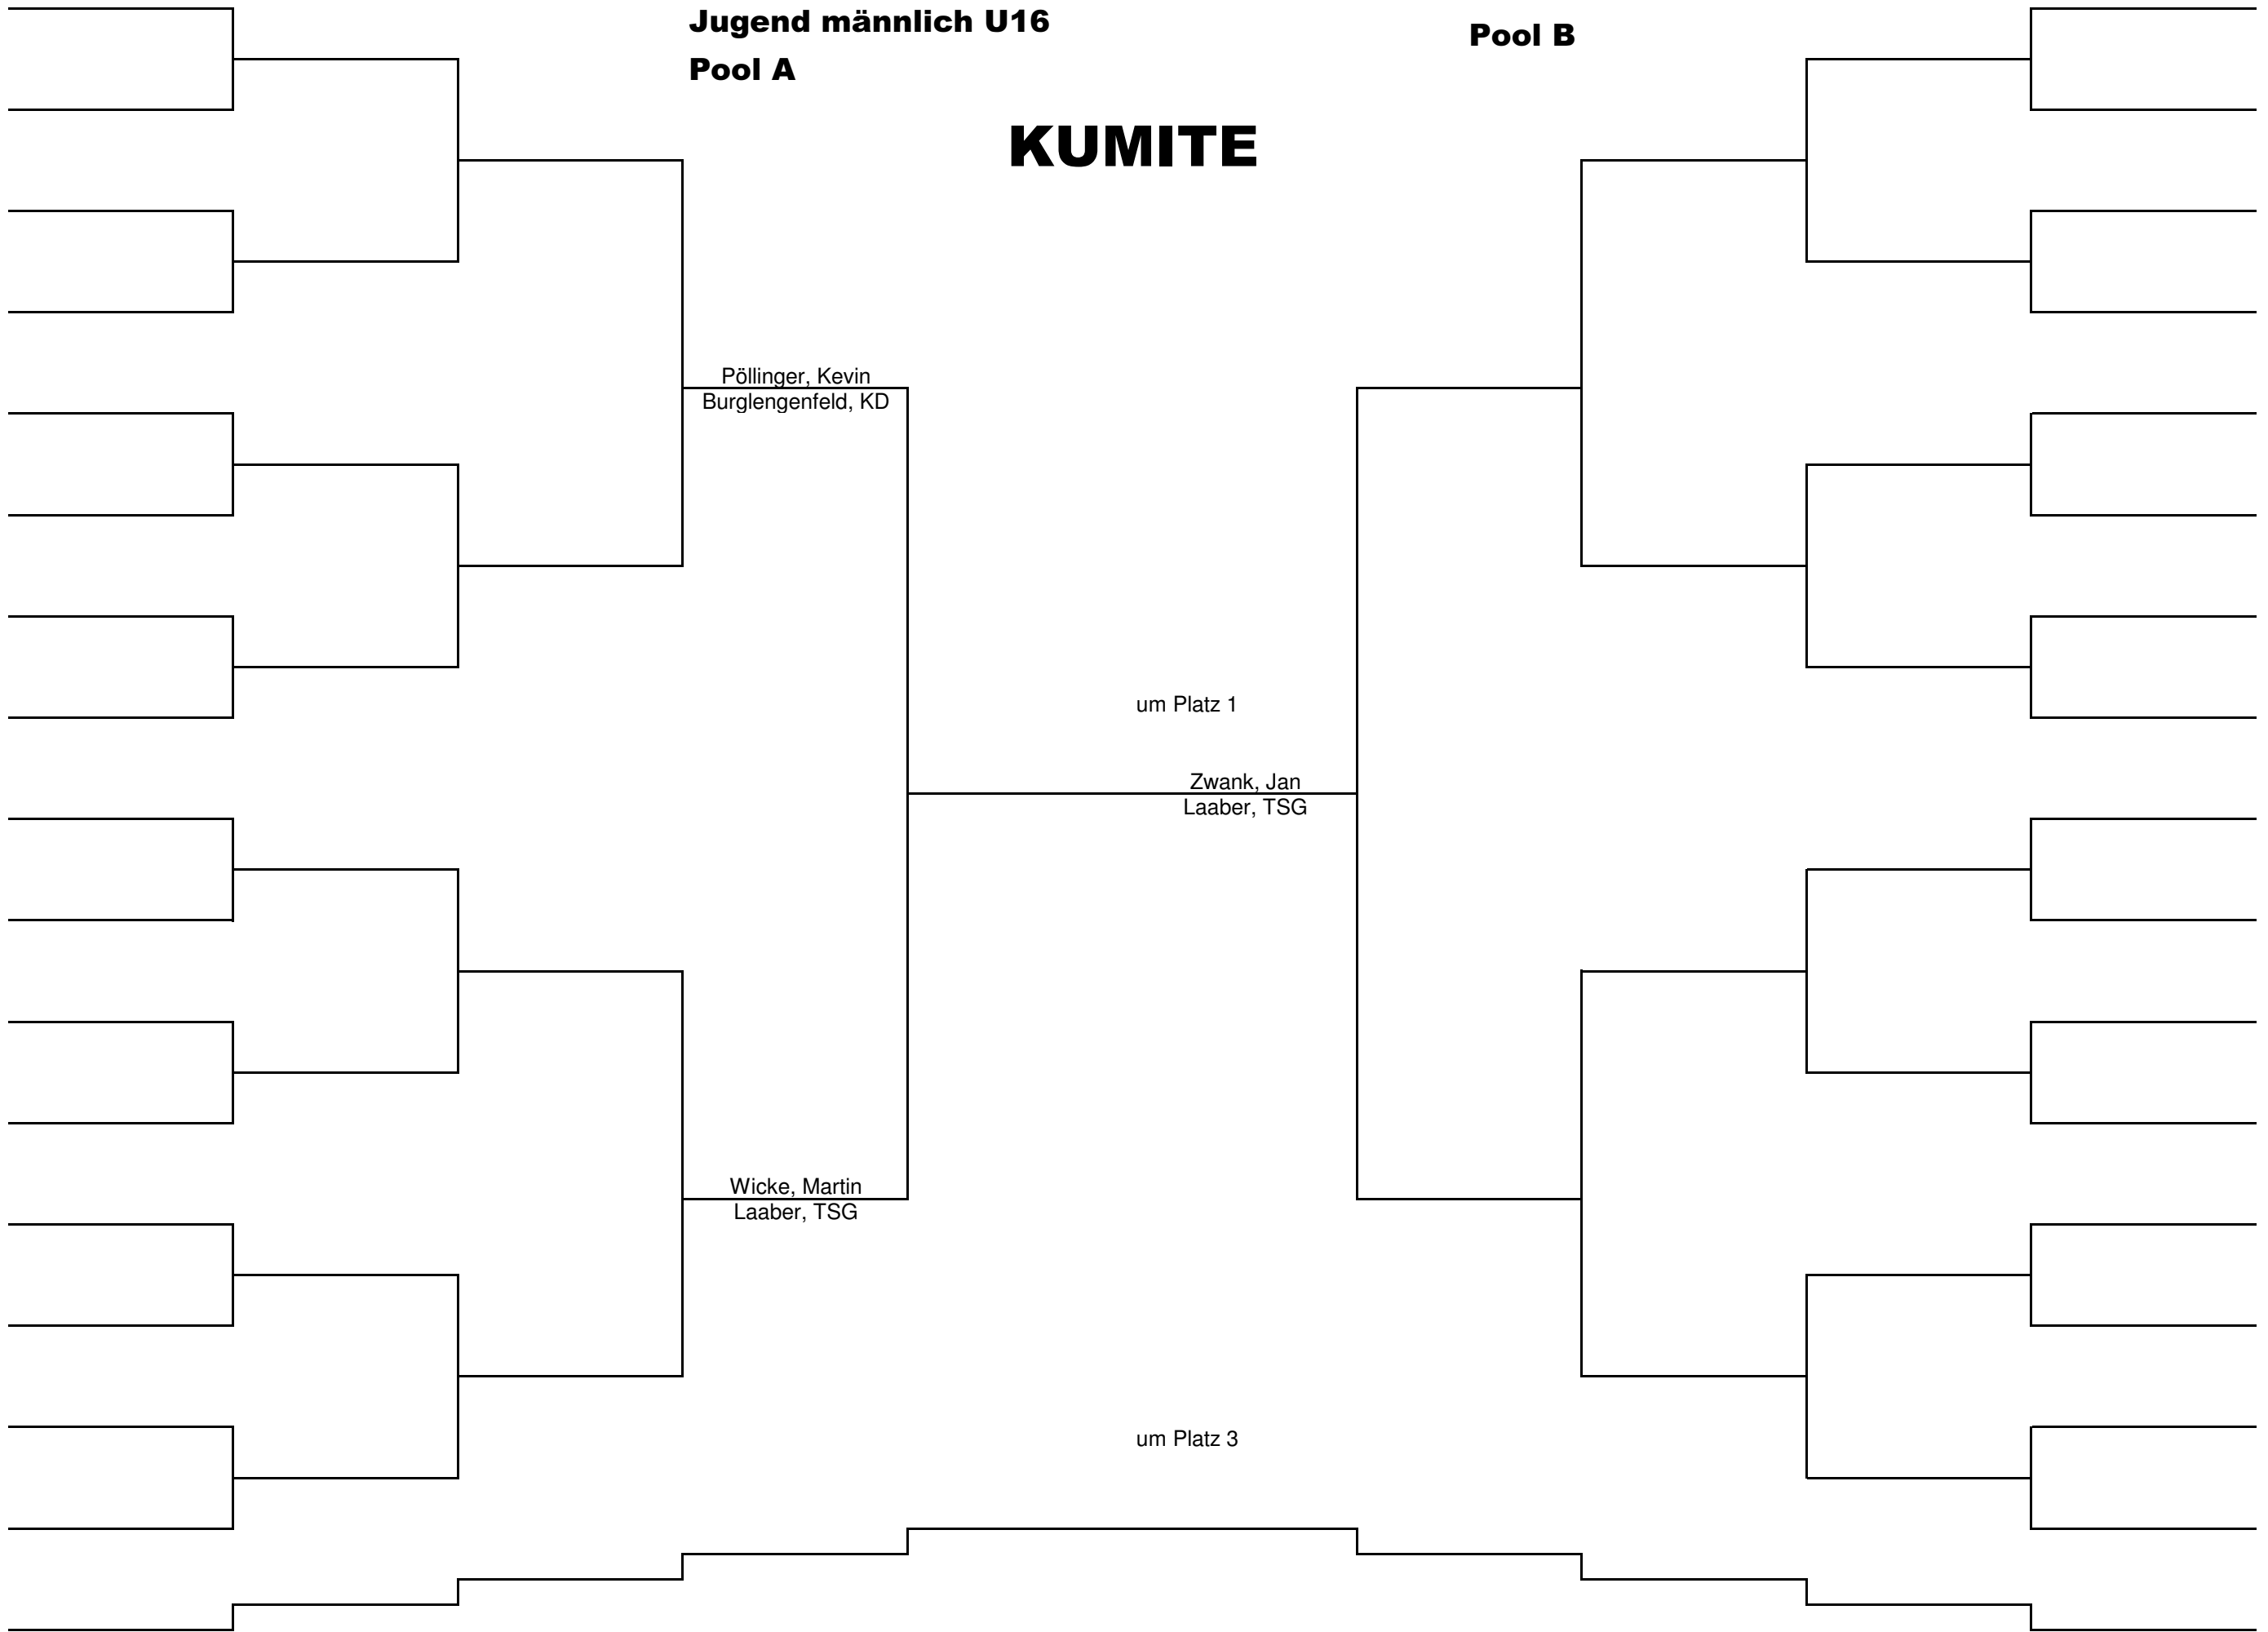 Jugend männlich U16
Pool A
Pool B
KUMITE
Pöllinger, Kevin
Burglengenfeld, KD
um Platz 1
Zwank, Jan
Laaber, TSG
Wicke, Martin
Laaber, TSG
um Platz 3